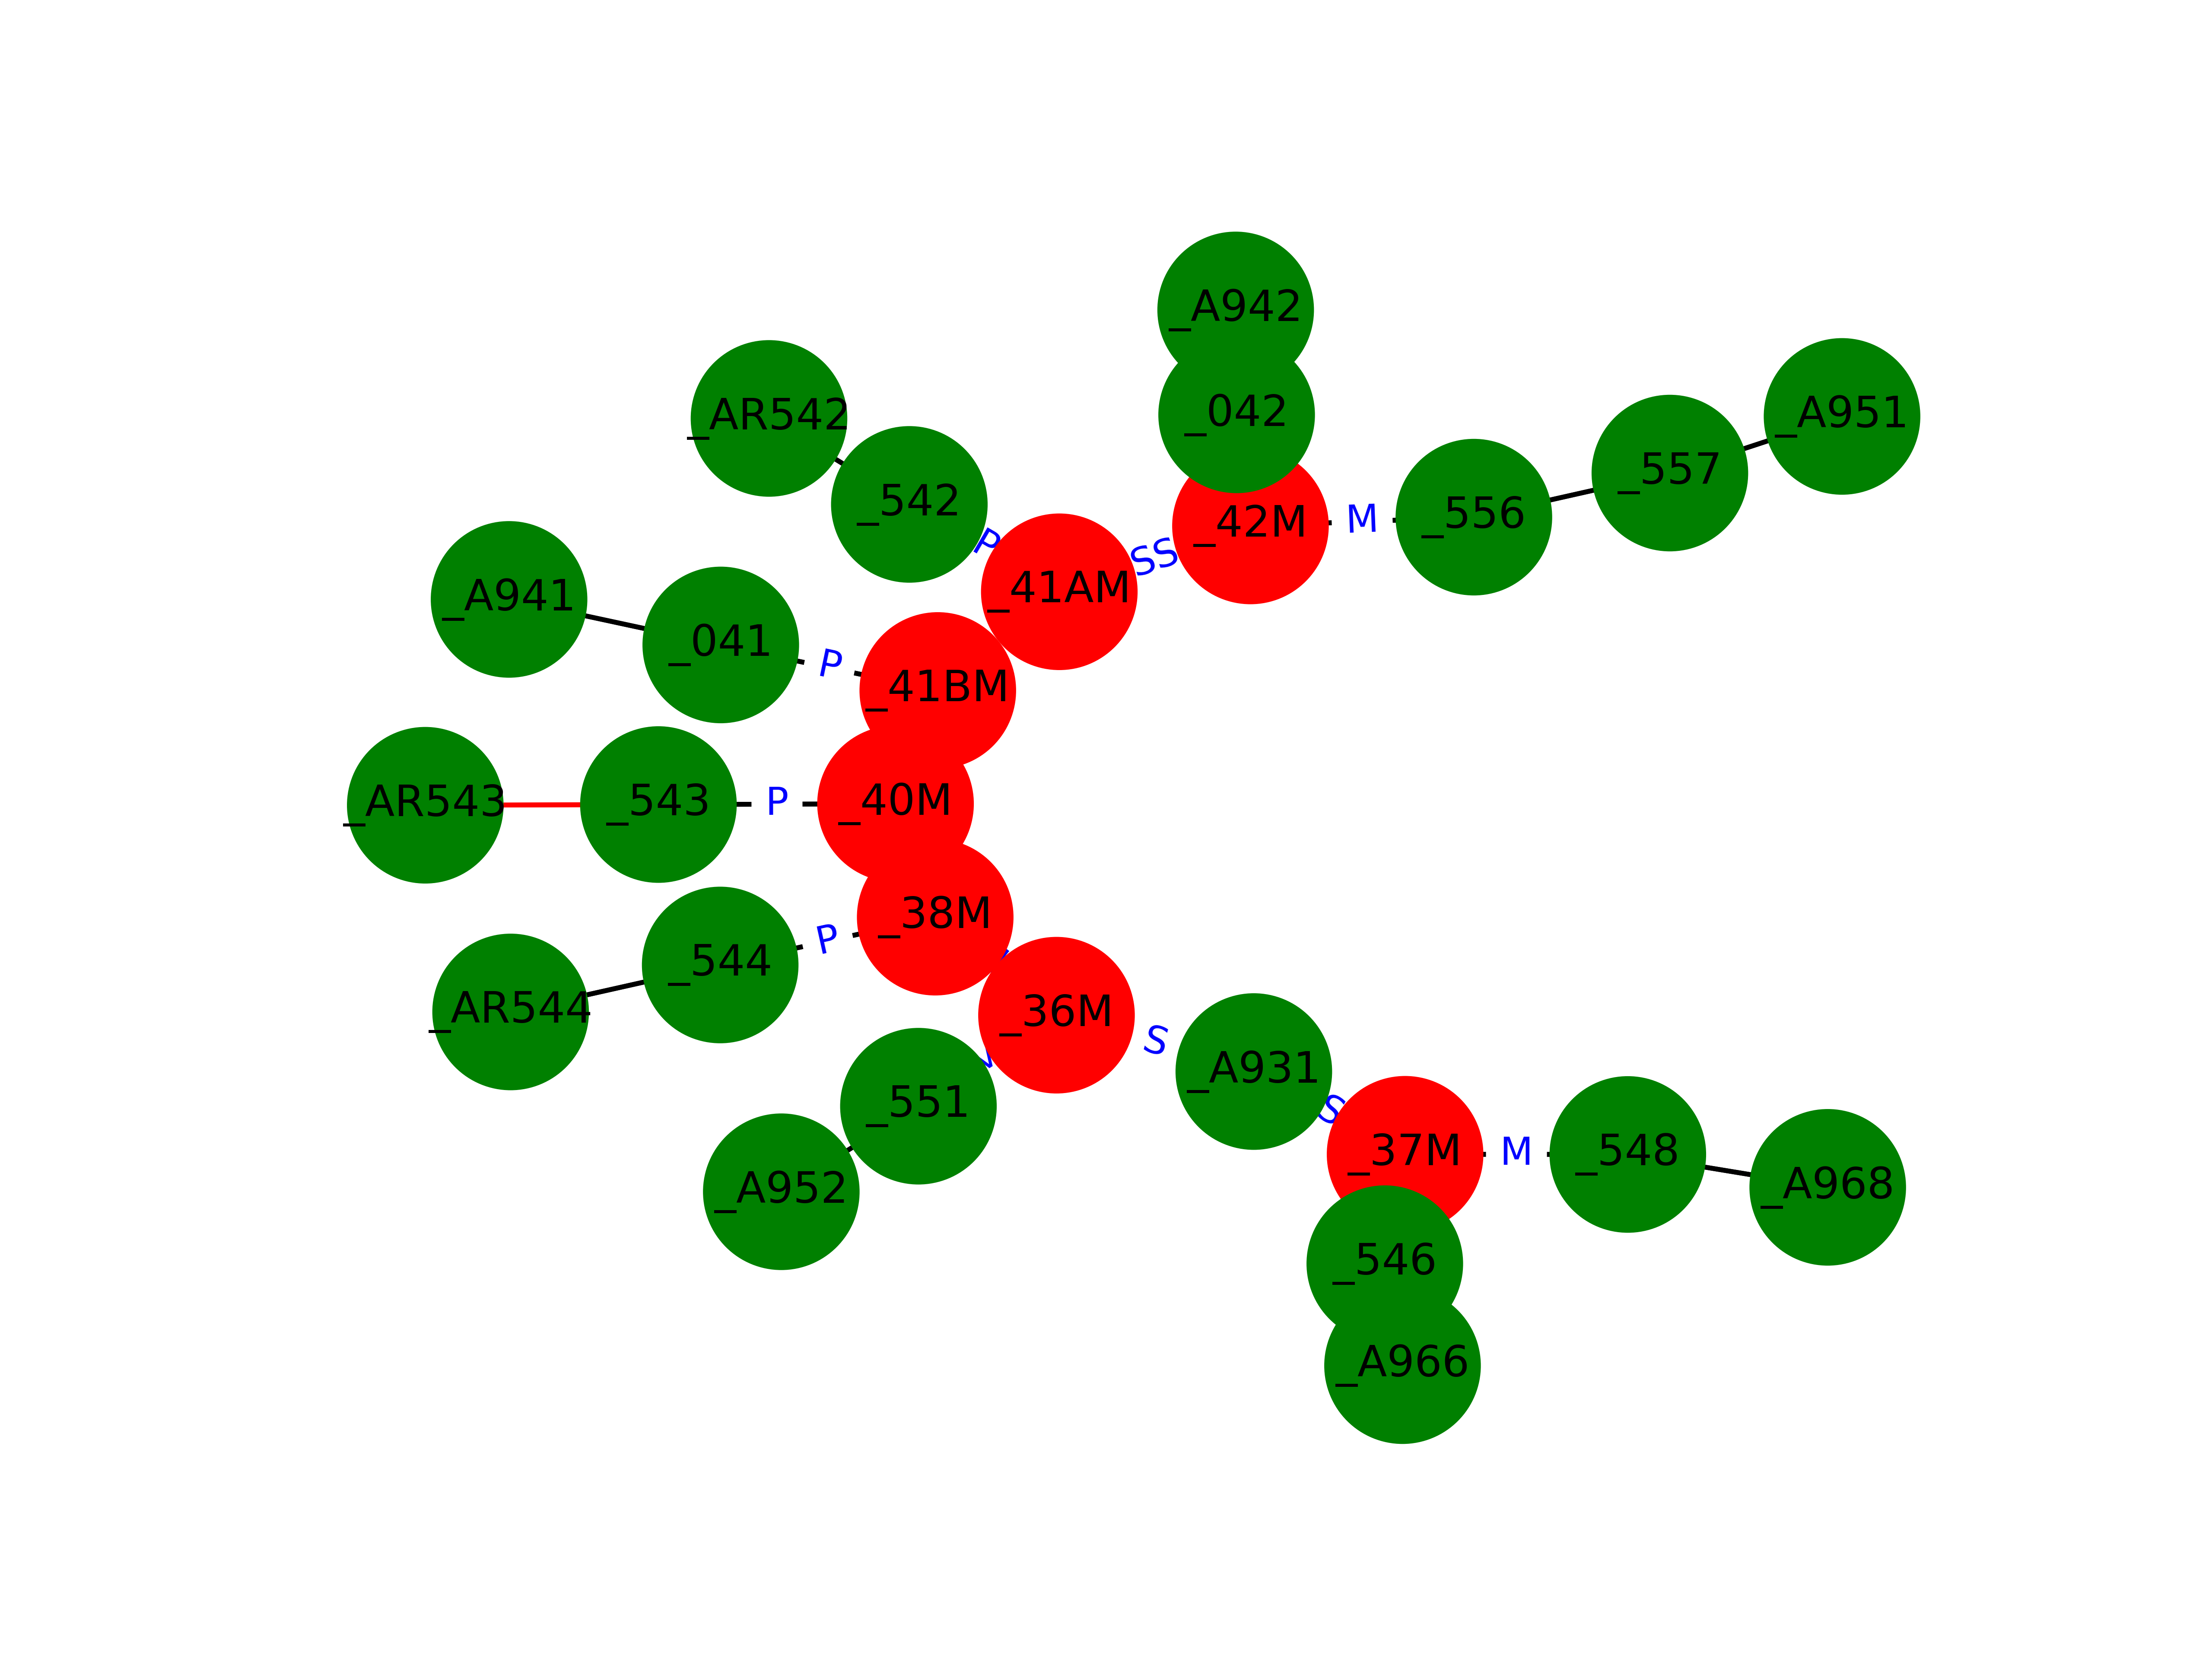 _A942
_AR542
_042
_A951
_557
_542
_556
_42M
M
P
SS
_41AM
_A941
_041
P
_41BM
_AR543
_543
P
_40M
_38M
P
_544
_AR544
_36M
S
_A931
S
_551
_37M
M
_548
_A968
_A952
_546
_A966